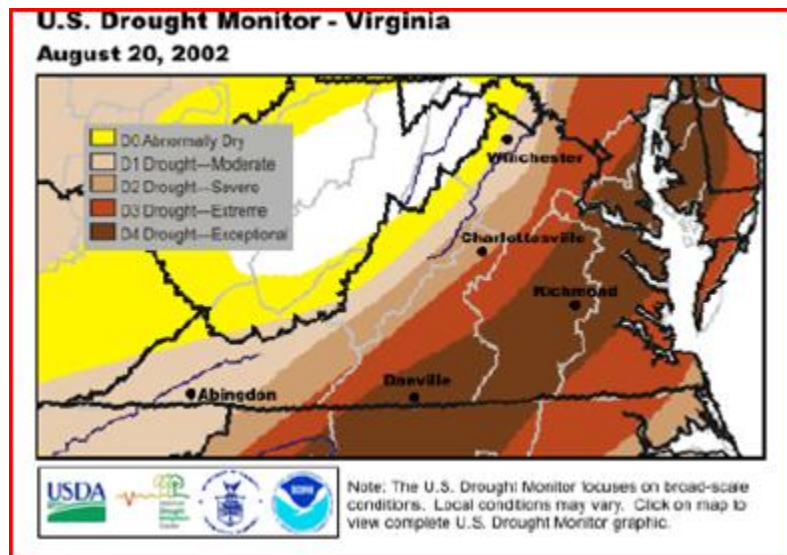 U.S. Drought Monitor - Virginia
August 20, 2002
D0 Abnormally Dry
D1 Drought—Moderate
D2 Drought—Severe
D3 Drought—Extreme
D4 Drought—Exceptional
Winchester
Charlottesville
Richmond
Abingdon
Danville
USDA
Note: The U.S. Drought Monitor focuses on broad-scale
conditions. Local conditions may vary. Click on map to
view complete U.S. Drought Monitor graphic.